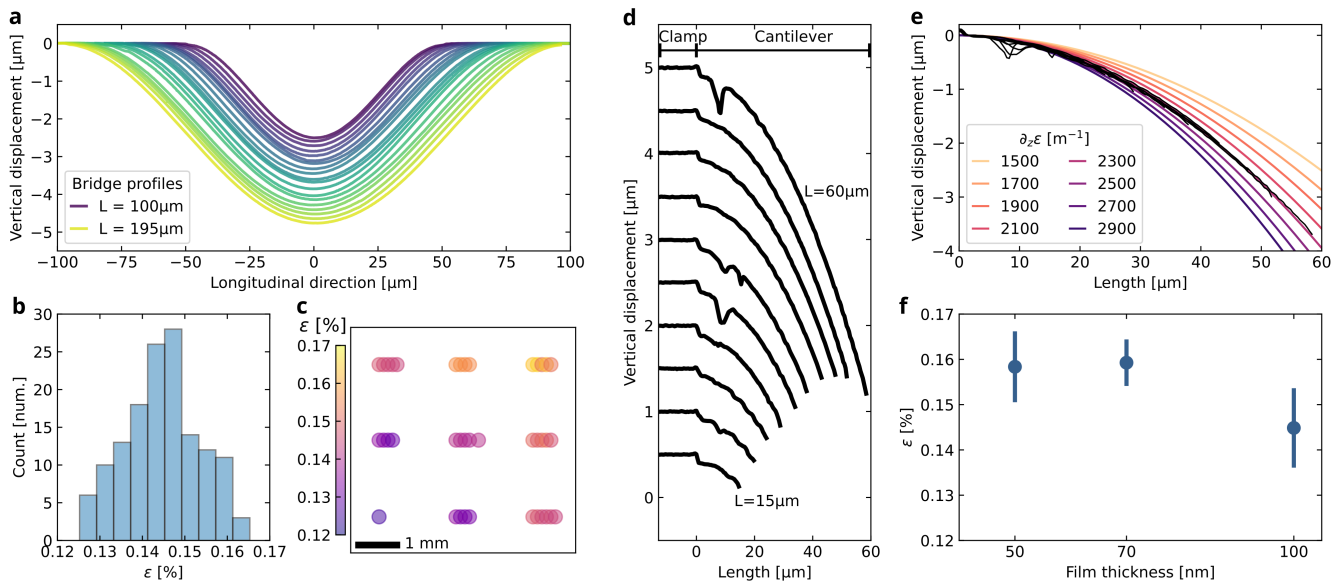 a
0
−1
−2
−3
−4
−5
Vertical displacement [μm]
Bridge profiles
L = 100μm
L = 195μm
−100
−75
−50
−25
0
25
50
75
100
Longitudinal direction [μm]
b
30
25
20
15
10
5
0
Count [num.]
0.12
0.13
0.14
0.15
0.16
0.17
ε [%]
c
ε [%]
0.17
0.16
0.15
0.14
0.13
0.12
1 mm
d
Clamp
Cantilever
5
4
3
2
1
0
Vertical displacement [μm]
L=60μm
L=15μm
0
20
40
60
Length [μm]
e
0
−1
−2
−3
−4
Vertical displacement [μm]
∂zε [m⁻¹]
1500
1700
1900
2100
2300
2500
2700
2900
0
10
20
30
40
50
60
Length [μm]
f
0.17
0.16
0.15
0.14
0.13
0.12
ε [%]
50
70
100
Film thickness [nm]